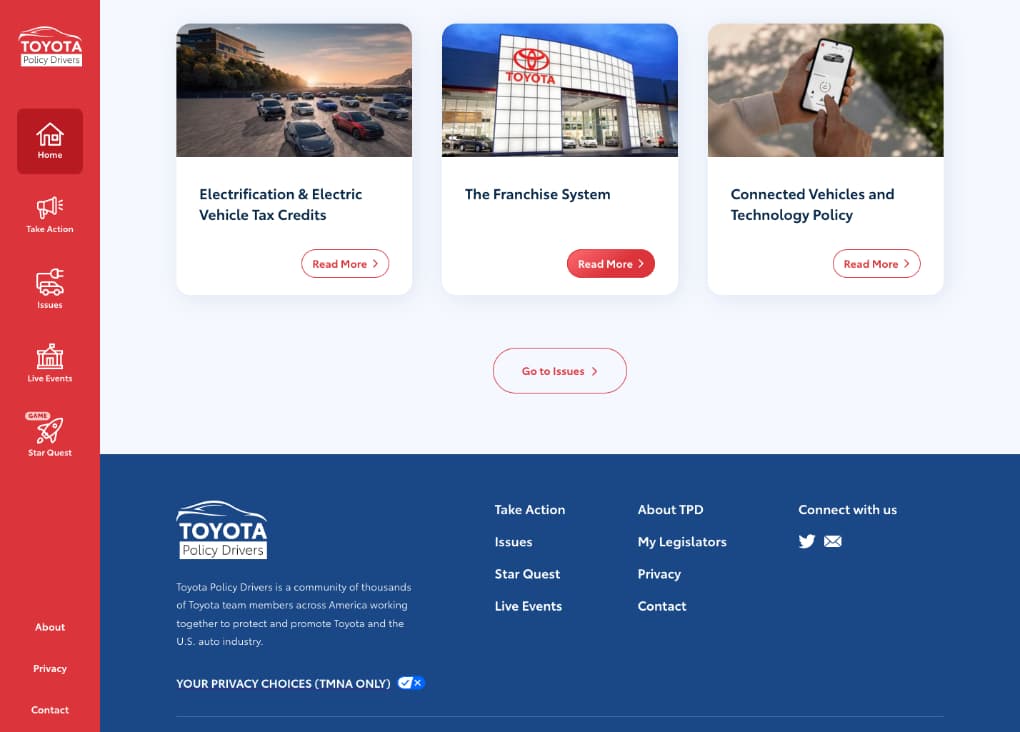 TOYOTA
Policy Drivers
Home
Take Action
Issues
Live Events
GAME
Star Quest
About
Privacy
Contact
TOYOTA
Electrification & Electric
Vehicle Tax Credits
Read More
The Franchise System
Read More
Connected Vehicles and
Technology Policy
Read More
Go to Issues
TOYOTA
Policy Drivers
Toyota Policy Drivers is a community of thousands
of Toyota team members across America working
together to protect and promote Toyota and the
U.S. auto industry.
YOUR PRIVACY CHOICES (TMNA ONLY)
Take Action
Issues
Star Quest
Live Events
About TPD
My Legislators
Privacy
Contact
Connect with us